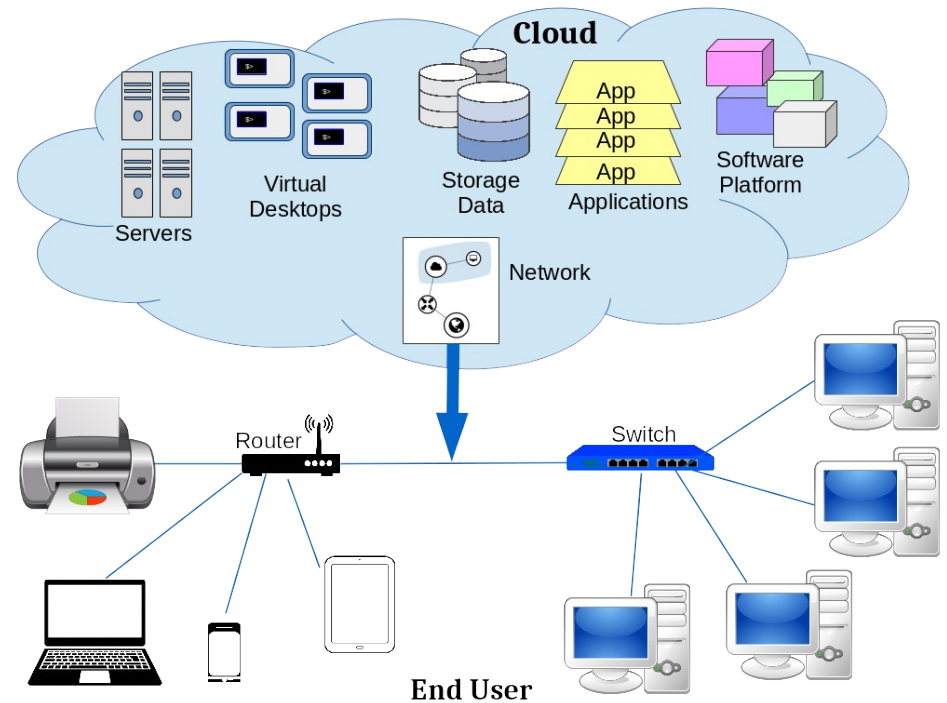 Cloud
$>
$>
$>
$>
App
App
App
App
Servers
Virtual
Desktops
Storage
Data
Applications
Software
Platform
Network
Router
Switch
End User